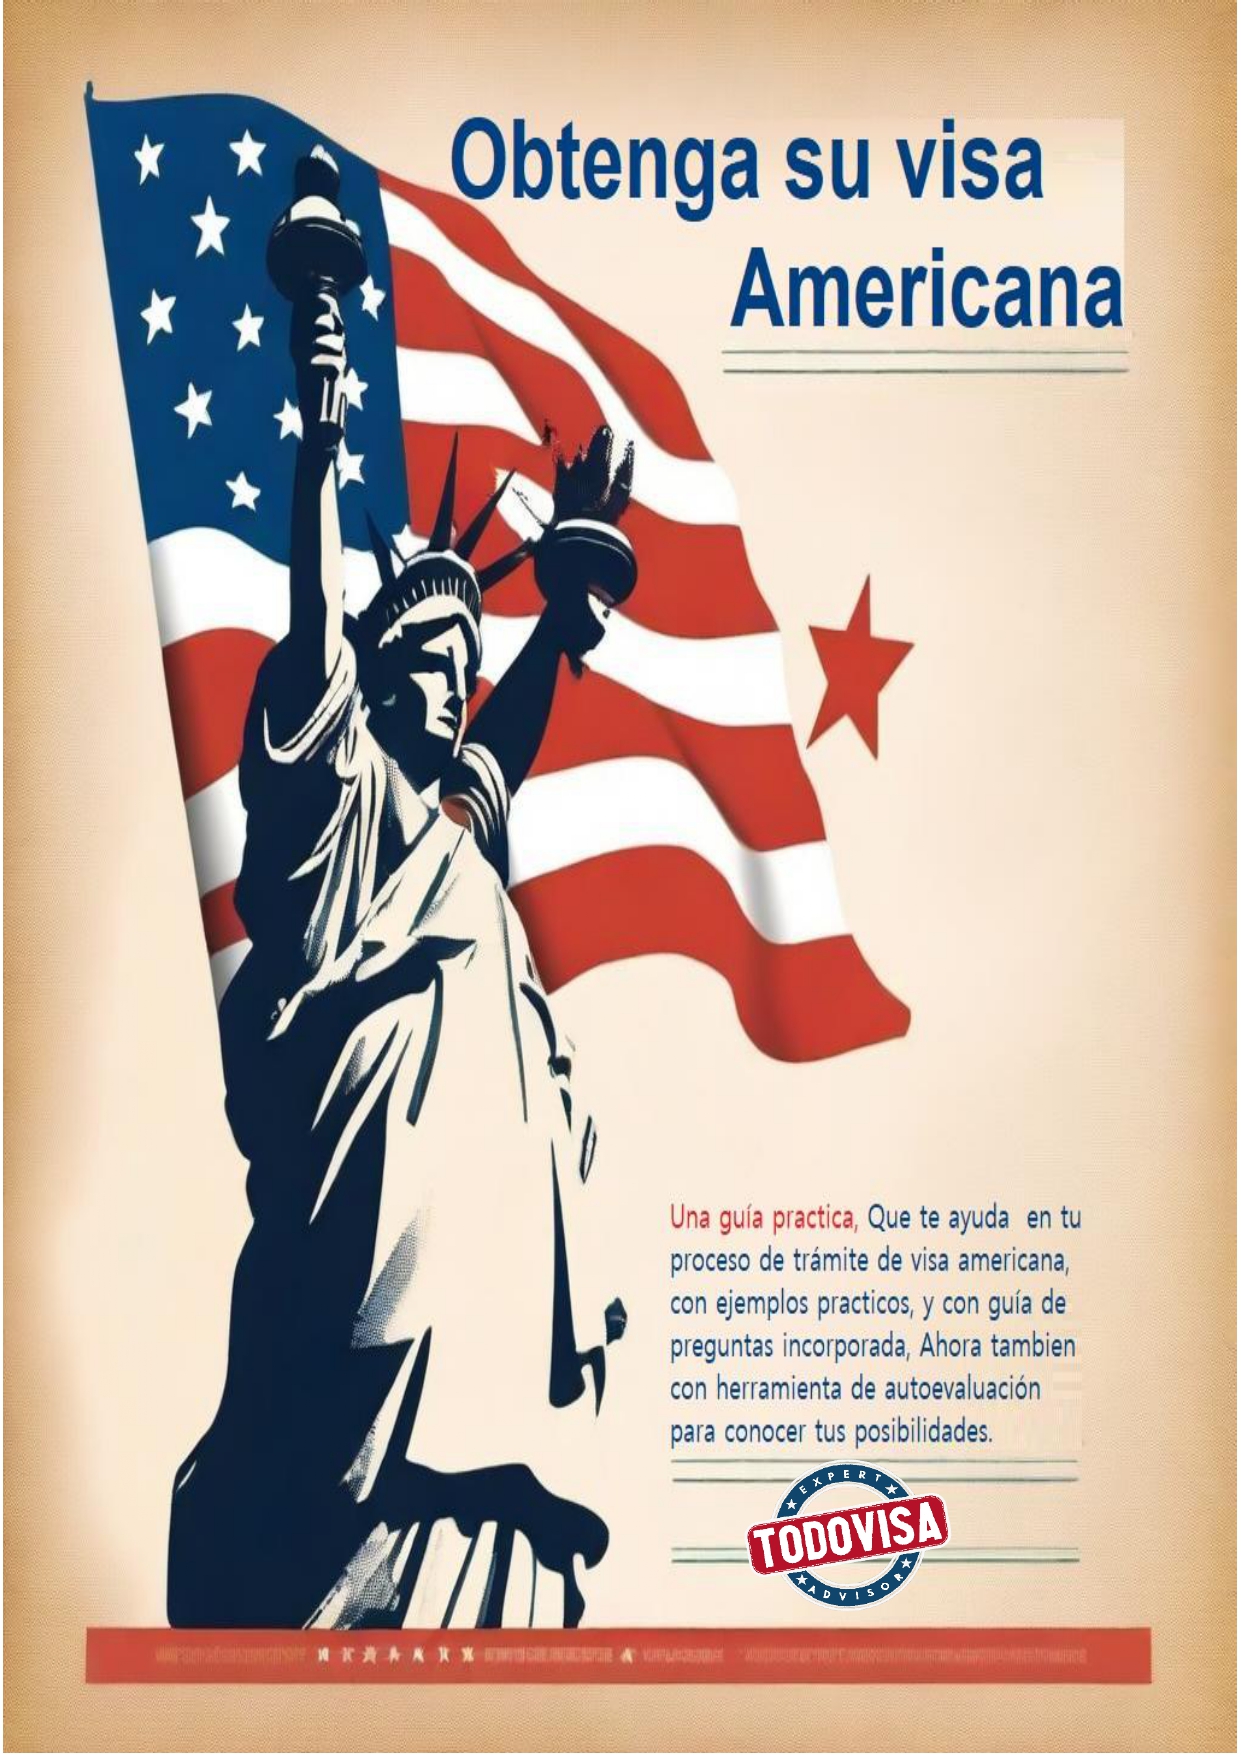 Obtenga su visa
Americana
Una guía practica, Que te ayuda en tu
proceso de trámite de visa americana,
con ejemplos practicos, y con guía de
preguntas incorporada, Ahora tambien
con herramienta de autoevaluación
para conocer tus posibilidades.
EXPERT
TODOVISA
ADVISOR